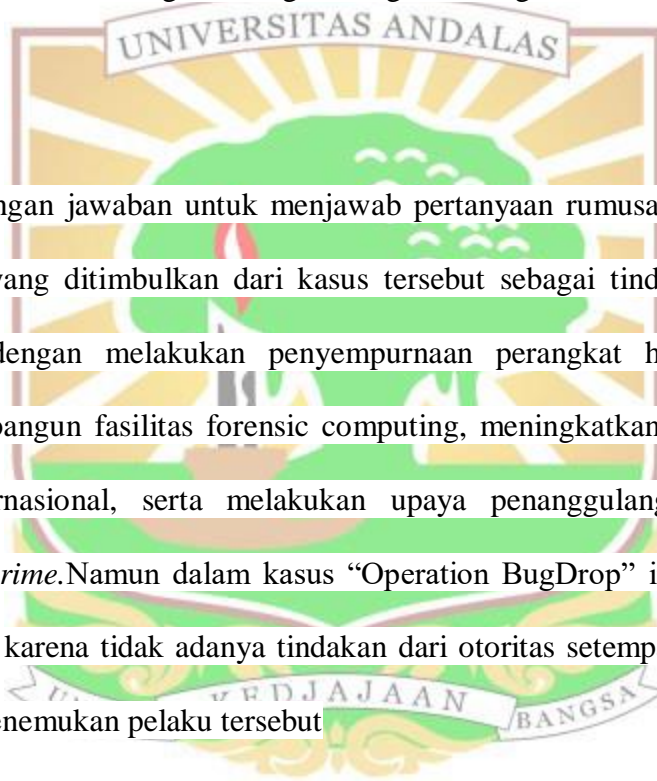 UNIVERSITAS ANDALAS
ngan jawaban untuk menjawab pertanyaan rumusa
yang ditimbulkan dari kasus tersebut sebagai tind
dengan melakukan penyempurnaan perangkat h
bangun fasilitas forensic computing, meningkatkan
rnasional, serta melakukan upaya penanggulang
rime.Namun dalam kasus “Operation BugDrop” i
karena tidak adanya tindakan dari otoritas setemp
KEDJAJAAN BANGSA
enemukan pelaku tersebut